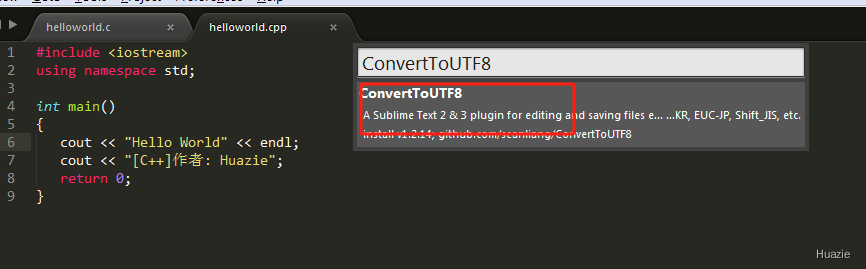 helloworld.c
helloworld.cpp
1 #include <iostream>
2 using namespace std;
3
4 int main()
5 {
6 cout << "Hello World" << endl;
7 cout << "[C++]作者: Huazie";
8 return 0;
9 }
ConvertToUTF8
ConvertToUTF8
A Sublime Text 2 & 3 plugin for editing and saving files e... ...KR, EUC-JP, Shift_JIS, etc.
install v1.2.14; github.com/seanliang/ConvertToUTF8
Huazie